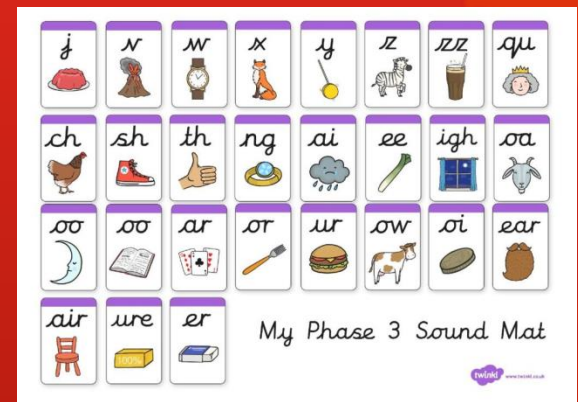 j v w x y z zz qu
ch sh th ng ai ee igh oa
oo oo ar or ur ow oi ear
air ure er
100%
My Phase 3 Sound Mat
twinkl www.twinkl.co.uk